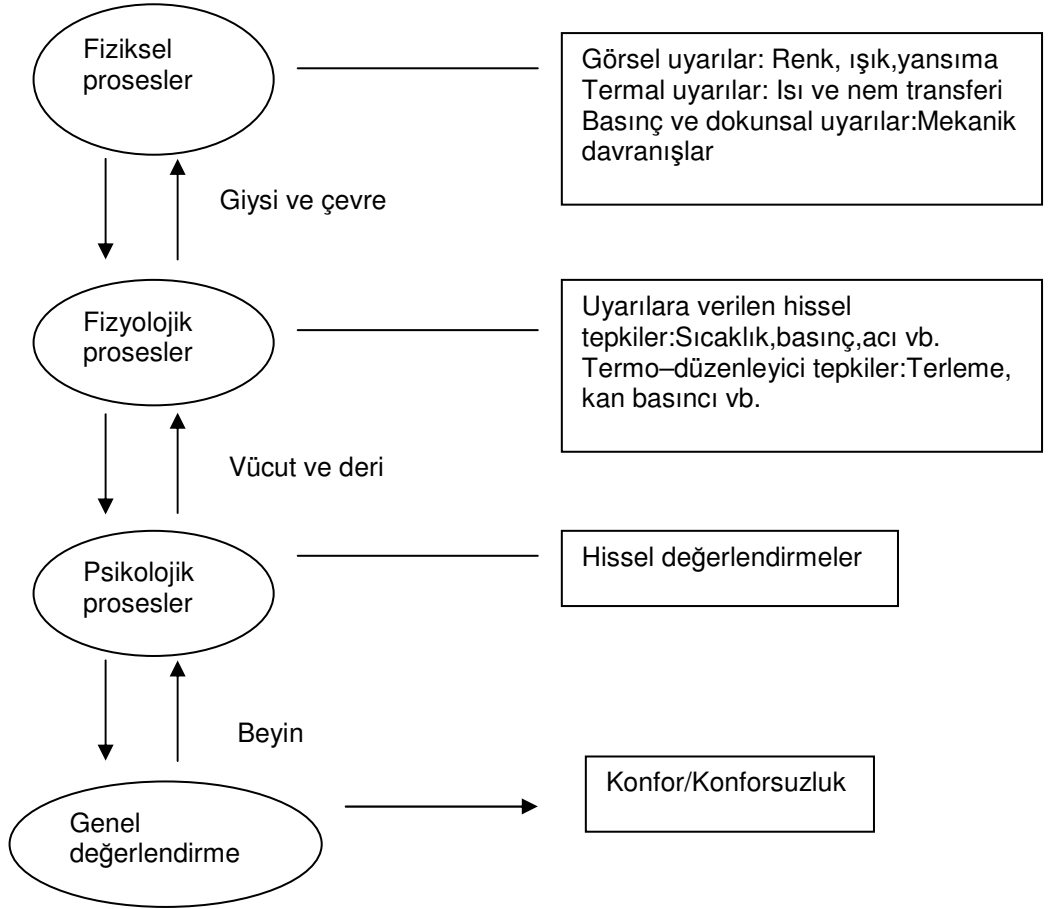 Fiziksel
prosesler
Görsel uyarılar: Renk, ışık,yansıma
Termal uyarılar: Isı ve nem transferi
Basınç ve dokunsal uyarılar:Mekanik
davranışlar
Giysi ve çevre
Fizyolojik
prosesler
Uyarılara verilen hissel
tepkiler:Sıcaklık,basınç,acı vb.
Termo–düzenleyici tepkiler:Terleme,
kan basıncı vb.
Vücut ve deri
Psikolojik
prosesler
Hissel değerlendirmeler
Beyin
Genel
değerlendirme
Konfor/Konforsuzluk